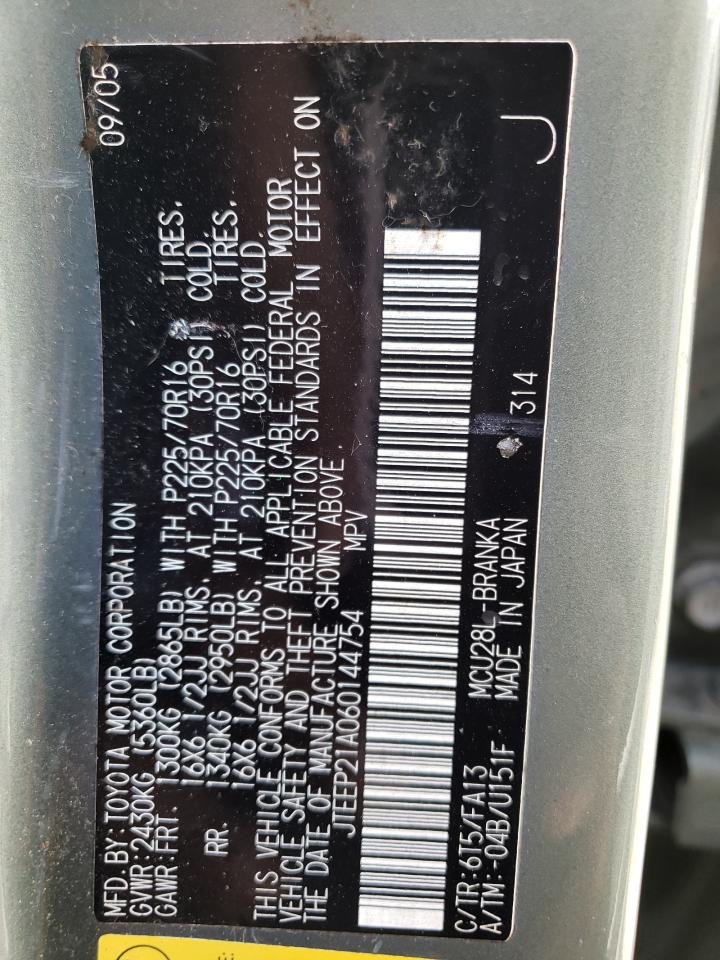 MFD. BY: TOYOTA MOTOR CORPORATION 09/05
GVWR: 2430KG (5360LB)
GAWR: FRT. 1300KG (2865LB) WITH P225/70R16 TIRES,
16X6 1/2JJ RIMS, AT 210KPA (30PSI) COLD.
RR. 1340KG (2950LB) WITH P225/70R16 TIRES,
16X6 1/2JJ RIMS, AT 210KPA (30PSI) COLD.
THIS VEHICLE CONFORMS TO ALL APPLICABLE FEDERAL MOTOR
VEHICLE SAFETY AND THEFT PREVENTION STANDARDS IN EFFECT ON
THE DATE OF MANUFACTURE SHOWN ABOVE.
JTEEP21A060144754 MPV
C/TR: 6T5/FA13 MCU28L-BRANKA 314
A/TM: -04B/U151F MADE IN JAPAN J